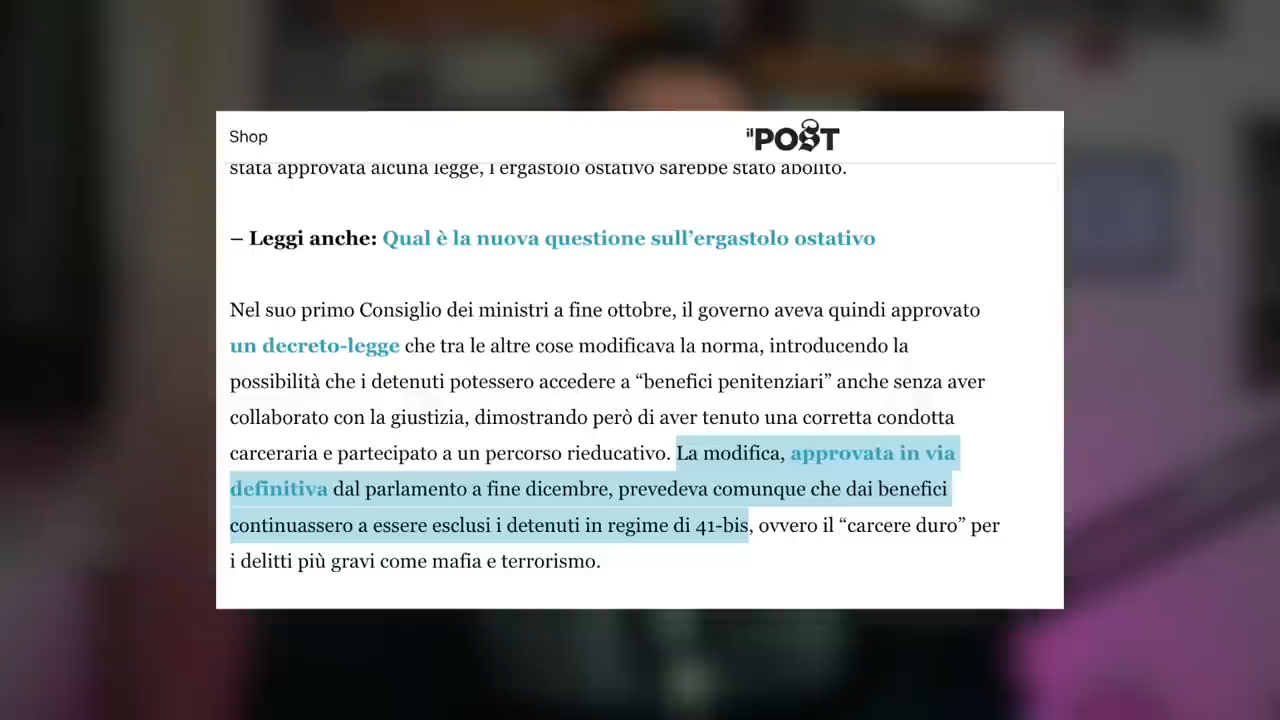 Shop
il POST
stata approvata alcuna legge, l'ergastolo ostativo sarebbe stato abolito.
– Leggi anche: Qual è la nuova questione sull’ergastolo ostativo
Nel suo primo Consiglio dei ministri a fine ottobre, il governo aveva quindi approvato
un decreto-legge che tra le altre cose modificava la norma, introducendo la
possibilità che i detenuti potessero accedere a “benefici penitenziari” anche senza aver
collaborato con la giustizia, dimostrando però di aver tenuto una corretta condotta
carceraria e partecipato a un percorso rieducativo. La modifica, approvata in via
definitiva dal parlamento a fine dicembre, prevedeva comunque che dai benefici
continuassero a essere esclusi i detenuti in regime di 41-bis, ovvero il “carcere duro” per
i delitti più gravi come mafia e terrorismo.